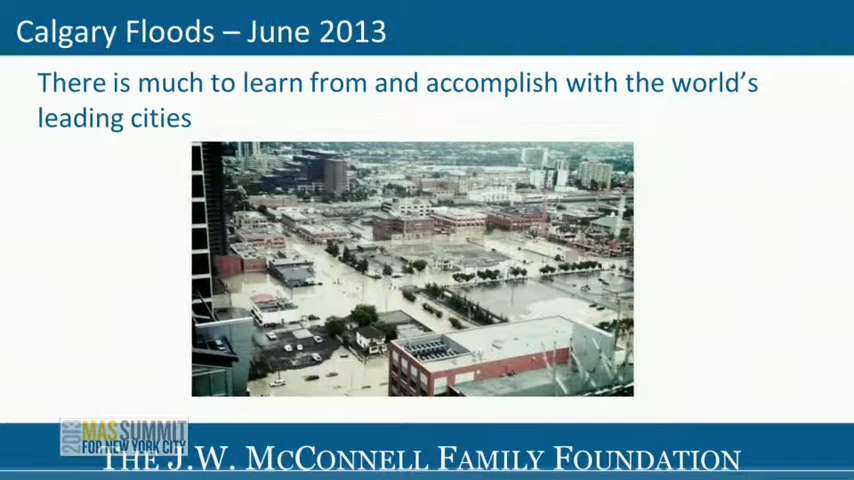 Calgary Floods – June 2013
There is much to learn from and accomplish with the world's
leading cities
2013 MAS SUMMIT
FOR NEW YORK CITY
THE J.W. MCCONNELL FAMILY FOUNDATION